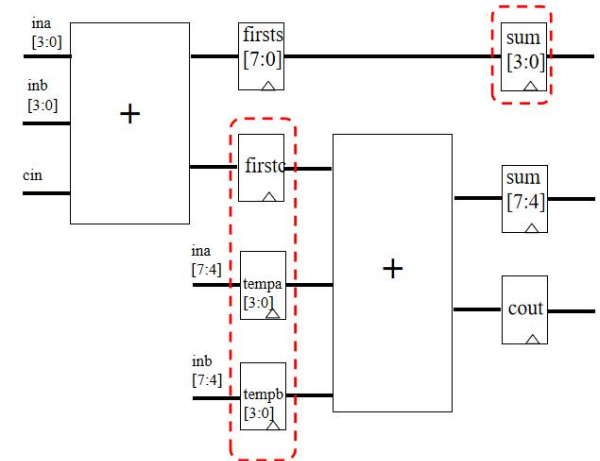 ina
[3:0]
inb
[3:0]
cin
+
firsts
[7:0]
sum
[3:0]
firstc
ina
[7:4]
tempa
[3:0]
inb
[7:4]
tempb
[3:0]
+
sum
[7:4]
cout